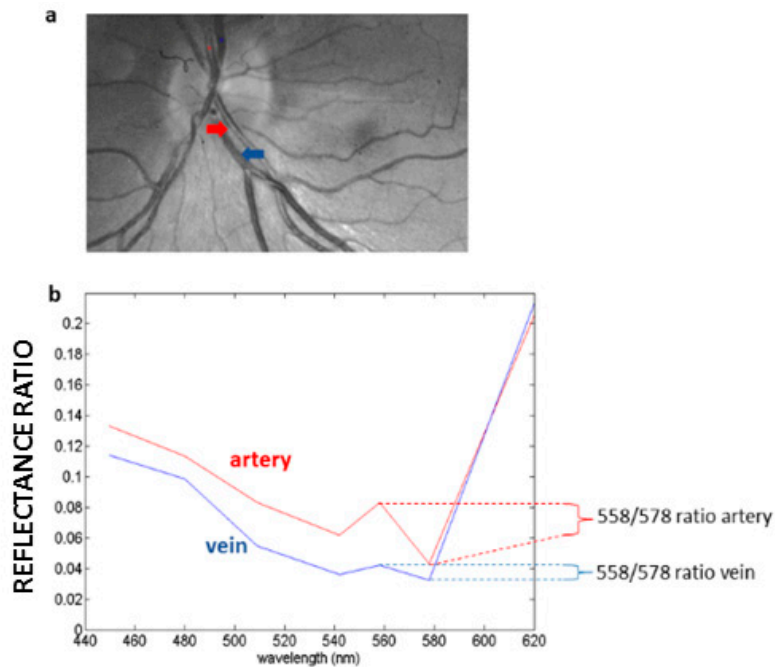 a
b
REFLECTANCE RATIO
0.2
0.18
0.16
0.14
0.12
0.1
0.08
0.06
0.04
0.02
0
artery
vein
558/578 ratio artery
558/578 ratio vein
440 460 480 500 520 540 560 580 600 620
wavelength (nm)